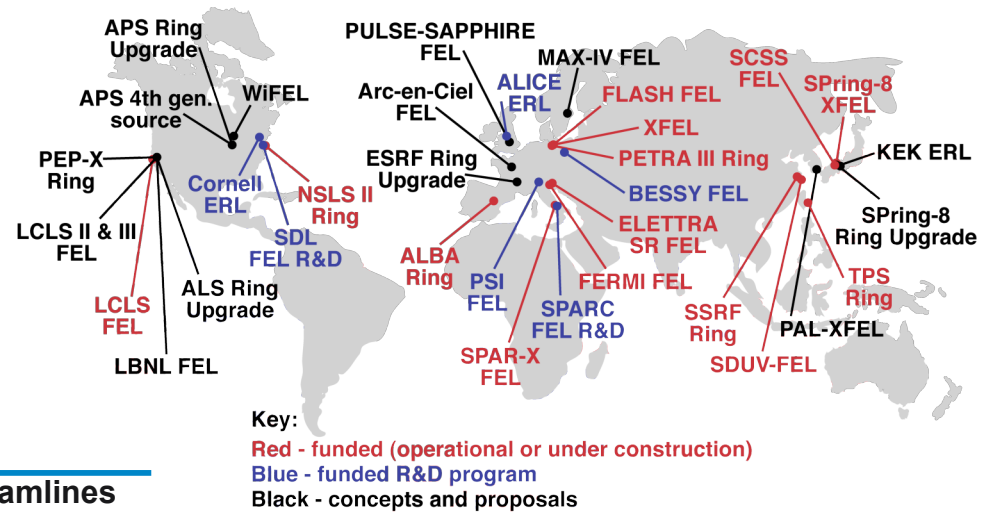 APS Ring
Upgrade
APS 4th gen.
source
WiFEL
PEP-X
Ring
Cornell
ERL
NSLS II
Ring
LCLS II & III
FEL
SDL
FEL R&D
LCLS
FEL
ALS Ring
Upgrade
LBNL FEL
PULSE-SAPPHIRE
FEL
MAX-IV FEL
ALICE
ERL
Arc-en-Ciel
FEL
FLASH FEL
XFEL
ESRF Ring
Upgrade
PETRA III Ring
BESSY FEL
ELETTRA
SR FEL
ALBA
Ring
PSI
FEL
FERMI FEL
SPARC
FEL R&D
SPAR-X
FEL
SCSS
FEL
SPring-8
XFEL
KEK ERL
SPring-8
Ring Upgrade
TPS
Ring
SSRF
Ring
PAL-XFEL
SDUV-FEL
Key:
Red - funded (operational or under construction)
Blue - funded R&D program
Black - concepts and proposals
amlines